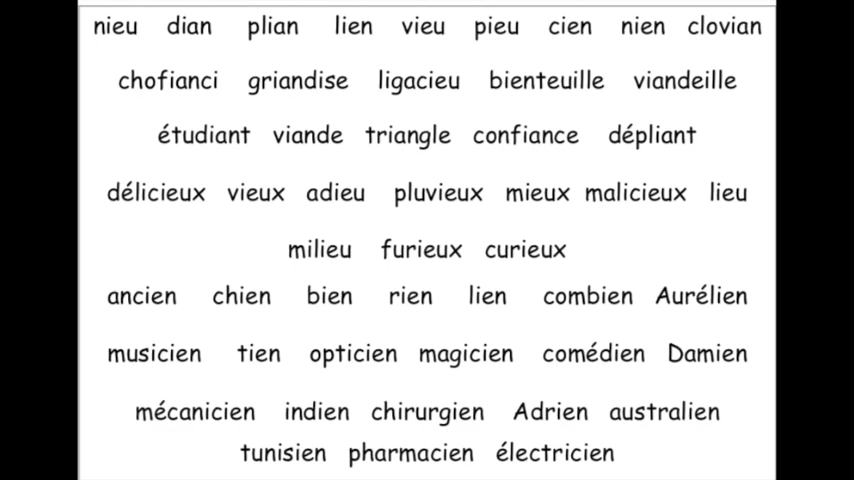 nieu dian plian lien vieu pieu cien nien clovian
chofianci griandise ligacieu bienteuille viandeille
étudiant viande triangle confiance dépliant
délicieux vieux adieu pluvieux mieux malicieux lieu
milieu furieux curieux
ancien chien bien rien lien combien Aurélien
musicien tien opticien magicien comédien Damien
mécanicien indien chirurgien Adrien australien
tunisien pharmacien électricien